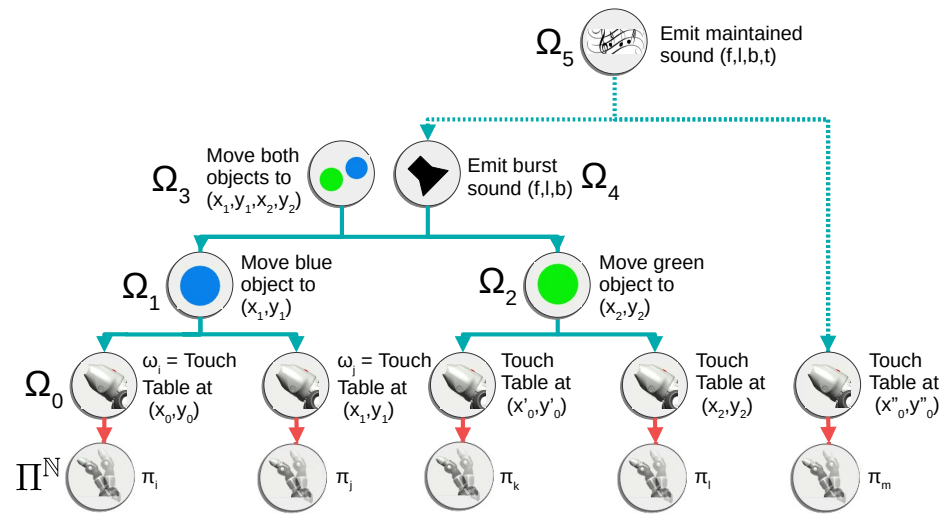 Ω₅
Emit maintained
sound (f,l,b,t)
Ω₃
Move both
objects to
(x₁,y₁,x₂,y₂)
Emit burst
sound (f,l,b)
Ω₄
Ω₁
Move blue
object to
(x₁,y₁)
Ω₂
Move green
object to
(x₂,y₂)
Ω₀
ωᵢ = Touch
Table at
(x₀,y₀)
ωⱼ = Touch
Table at
(x₁,y₁)
Touch
Table at
(x'₀,y'₀)
Touch
Table at
(x₂,y₂)
Touch
Table at
(x"₀,y"₀)
Πᴺ
πᵢ
πⱼ
πₖ
πₗ
πₘ